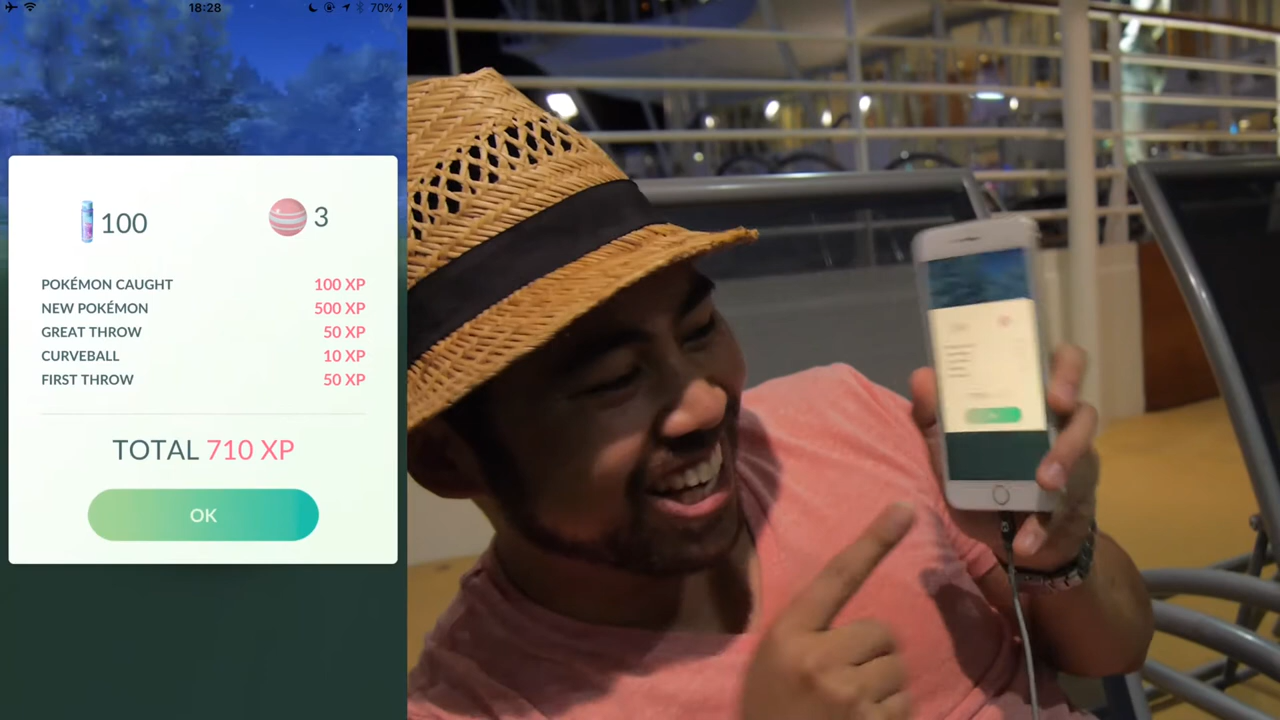 18:28
70%
100
3
POKÉMON CAUGHT 100 XP
NEW POKÉMON 500 XP
GREAT THROW 50 XP
CURVEBALL 10 XP
FIRST THROW 50 XP
TOTAL 710 XP
OK